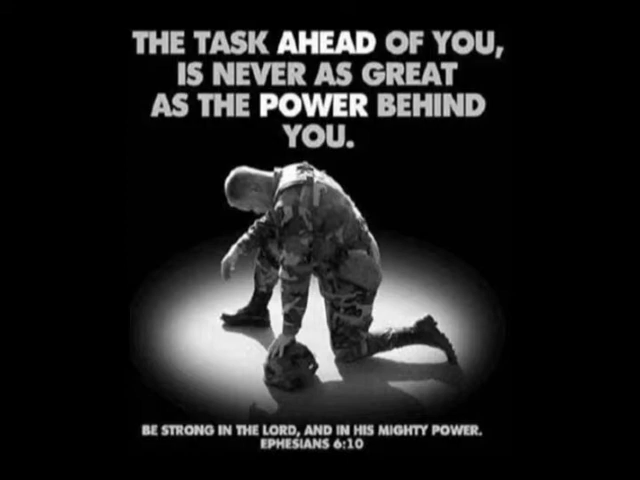 THE TASK AHEAD OF YOU,
IS NEVER AS GREAT
AS THE POWER BEHIND
YOU.
BE STRONG IN THE LORD, AND IN HIS MIGHTY POWER.
EPHESIANS 6:10